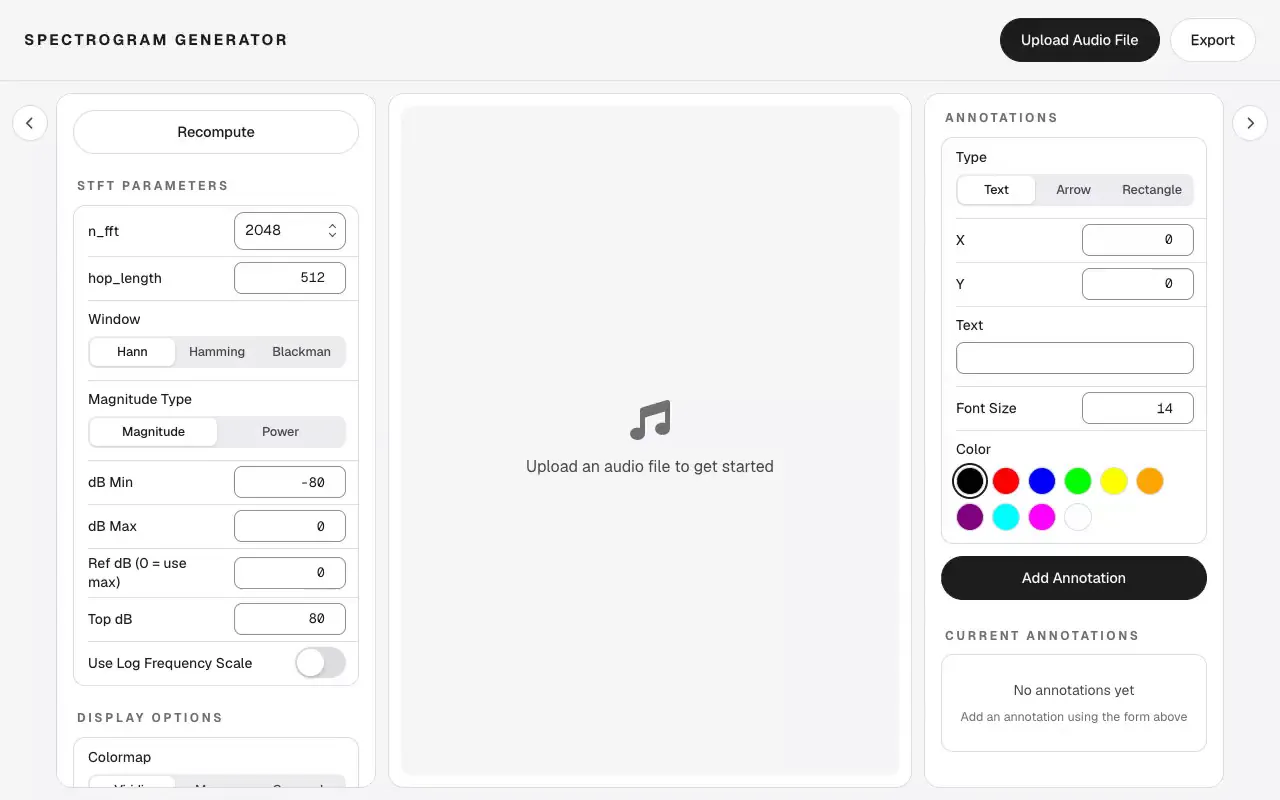 SPECTROGRAM GENERATOR
Upload Audio File
Export
Recompute
STFT PARAMETERS
n_fft
2048
hop_length
512
Window
Hann
Hamming
Blackman
Magnitude Type
Magnitude
Power
dB Min
-80
dB Max
0
Ref dB (0 = use
max)
0
Top dB
80
Use Log Frequency Scale
DISPLAY OPTIONS
Colormap
Upload an audio file to get started
ANNOTATIONS
Type
Text
Arrow
Rectangle
X
0
Y
0
Text
Font Size
14
Color
Add Annotation
CURRENT ANNOTATIONS
No annotations yet
Add an annotation using the form above